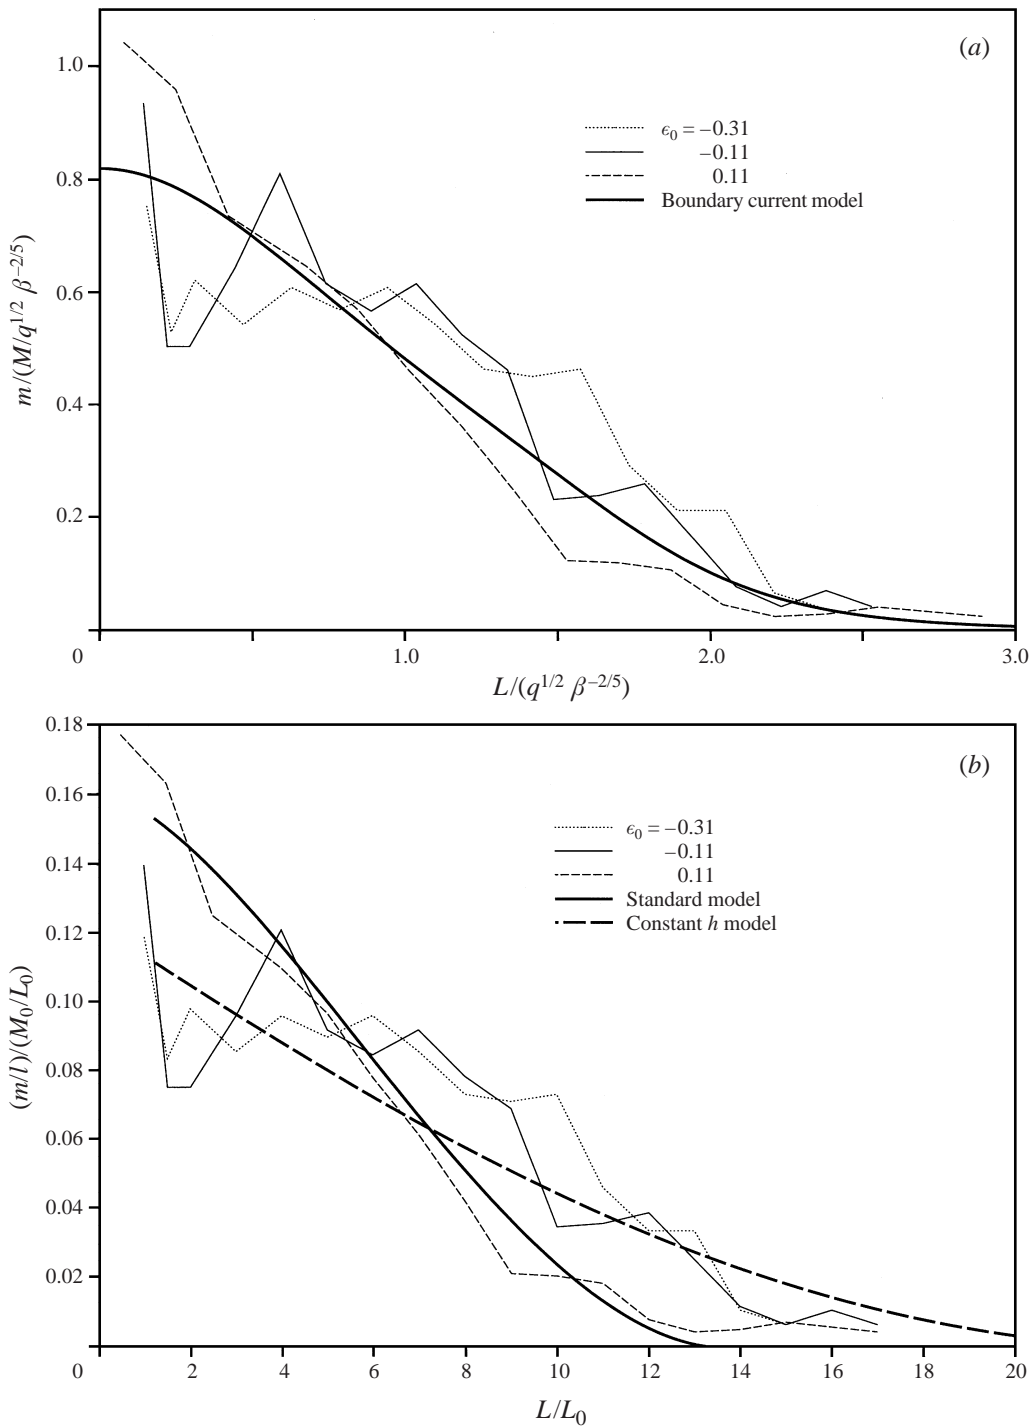 (a)
1.0
0.8
0.6
0.4
0.2
m/(M/q^{1/2} β^{−2/5})
ϵ₀ = −0.31
−0.11
0.11
Boundary current model
0 1.0 2.0 3.0
L/(q^{1/2} β^{−2/5})
(b)
0.18
0.16
0.14
0.12
0.10
0.08
0.06
0.04
0.02
(m/l)/(M₀/L₀)
ϵ₀ = −0.31
−0.11
0.11
Standard model
Constant h model
0 2 4 6 8 10 12 14 16 18 20
L/L₀